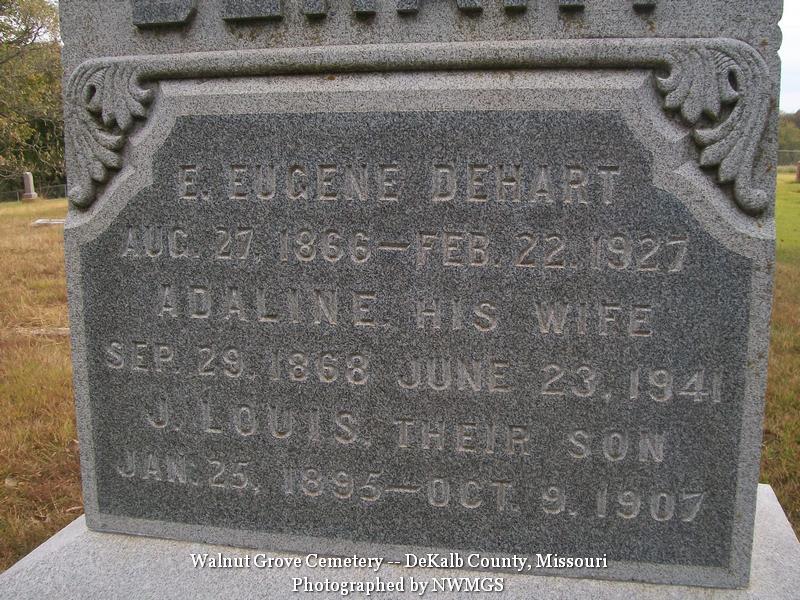 E. EUGENE DEHART
AUG. 27, 1866—FEB. 22, 1927
ADALINE, HIS WIFE
SEP. 29, 1868 JUNE 23, 1941
J. LOUIS, THEIR SON
JAN. 25, 1895—OCT. 9, 1907
Walnut Grove Cemetery -- DeKalb County, Missouri
Photographed by NWMGS